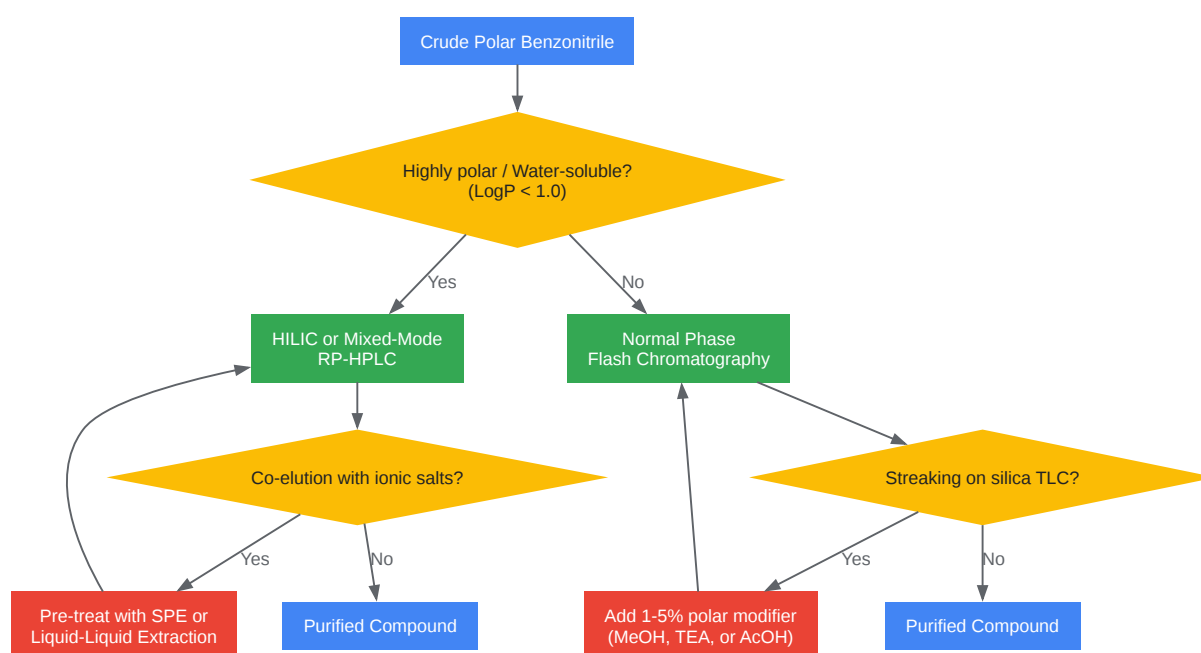 Crude Polar Benzonitrile
Highly polar / Water-soluble?
(LogP < 1.0)
Yes
No
HILIC or Mixed-Mode
RP-HPLC
Normal Phase
Flash Chromatography
Co-elution with ionic salts?
Streaking on silica TLC?
Yes
No
Yes
No
Pre-treat with SPE or
Liquid-Liquid Extraction
Purified Compound
Add 1-5% polar modifier
(MeOH, TEA, or AcOH)
Purified Compound